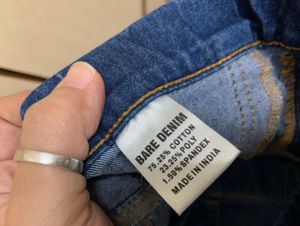 BARE DENIM
75.25% COTTON
23.25% POLY
1.50% SPANDEX
MADE IN INDIA